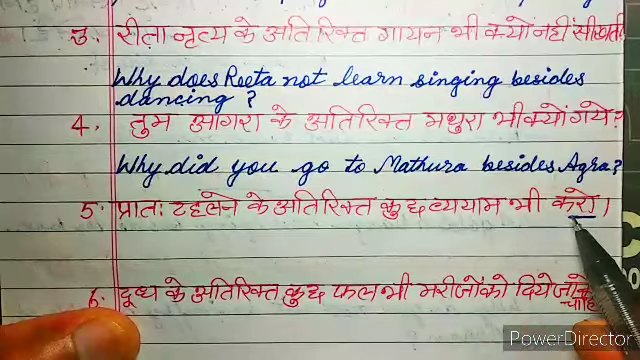 3. रीता नृत्य के अतिरिक्त गायन भी क्यों नहीं सीखती
Why does Reeta not learn singing besides
dancing ?
4. तुम आगरा के अतिरिक्त मथुरा भी क्यों गये?
Why did you go to Mathura besides Agra?
5. प्रातः टहलने के अतिरिक्त कुछ व्ययाम भी करो।
6. दूध के अतिरिक्त कुछ फल भी मरीजों को दिये जाने
PowerDirector